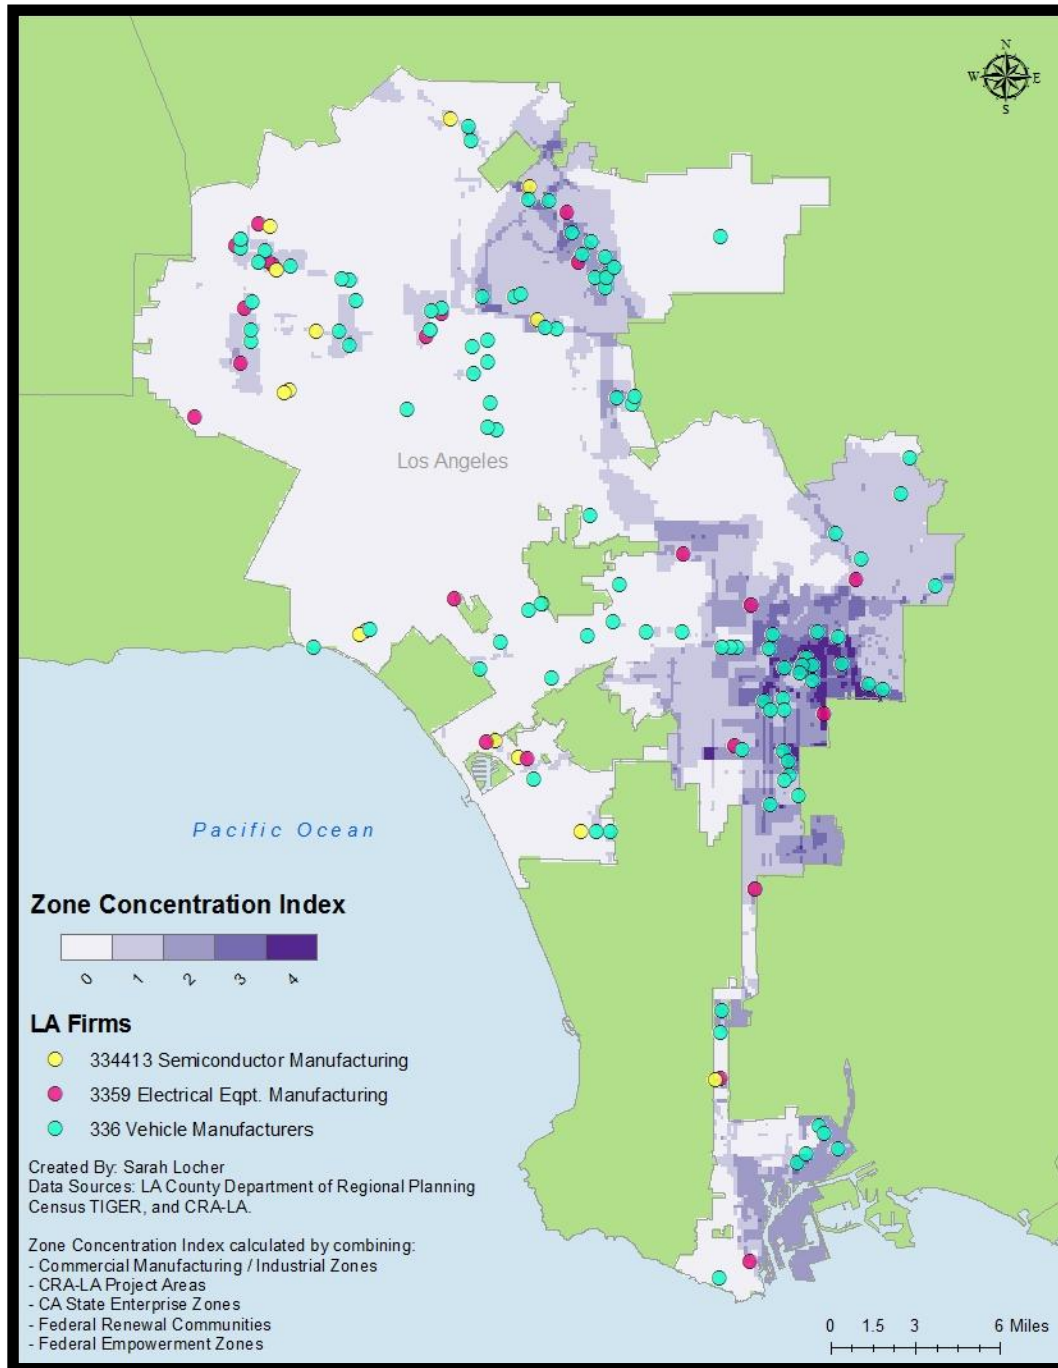 N
W E
S
Los Angeles
Pacific Ocean
Zone Concentration Index
0 1 2 3 4
LA Firms
334413 Semiconductor Manufacturing
3359 Electrical Eqpt. Manufacturing
336 Vehicle Manufacturers
Created By: Sarah Locher
Data Sources: LA County Department of Regional Planning
Census TIGER, and CRA-LA.
Zone Concentration Index calculated by combining:
- Commercial Manufacturing / Industrial Zones
- CRA-LA Project Areas
- CA State Enterprise Zones
- Federal Renewal Communities
- Federal Empowerment Zones
0 1.5 3 6 Miles